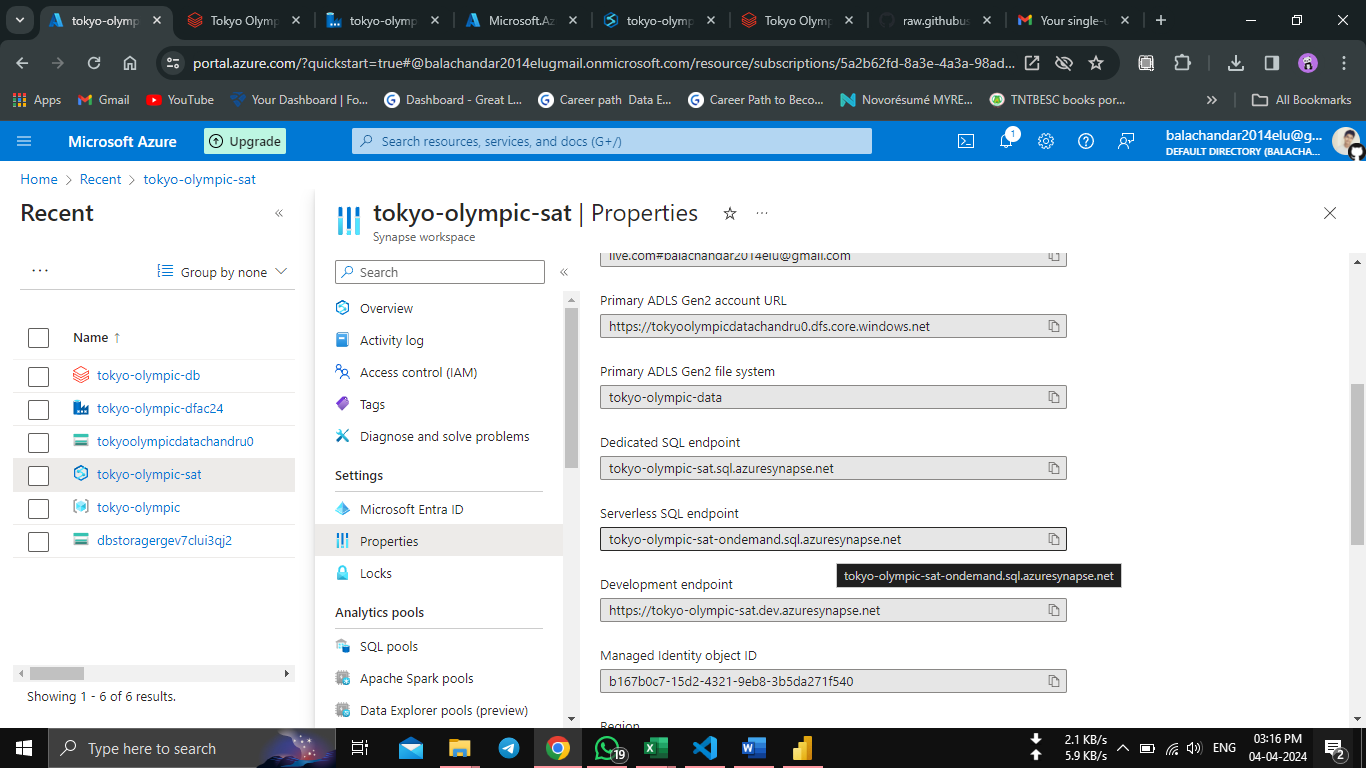 tokyo-olymp
Tokyo Olymp
tokyo-olymp
Microsoft.Az
tokyo-olymp
Tokyo Olymp
raw.githubus
Your single-u
portal.azure.com/?quickstart=true#@balachandar2014elugmail.onmicrosoft.com/resource/subscriptions/5a2b62fd-8a3e-4a3a-98ad...
Apps
Gmail
YouTube
Your Dashboard | Fo...
Dashboard - Great L...
Career path Data E...
Career Path to Beco...
Novorésumé MYRE...
TNTBESC books por...
»
All Bookmarks
Microsoft Azure
Upgrade
Search resources, services, and docs (G+/)
1
balachandar2014elu@g...
DEFAULT DIRECTORY (BALACHA...
Home > Recent > tokyo-olympic-sat
Recent
«
...
Group by none
Name ↑
tokyo-olympic-db
tokyo-olympic-dfac24
tokyoolympicdatachandru0
tokyo-olympic-sat
tokyo-olympic
dbstoragergev7clui3qj2
Showing 1 - 6 of 6 results.
tokyo-olympic-sat | Properties
...
Synapse workspace
Search
«
Overview
Activity log
Access control (IAM)
Tags
Diagnose and solve problems
Settings
Microsoft Entra ID
Properties
Locks
Analytics pools
SQL pools
Apache Spark pools
Data Explorer pools (preview)
live.com#balachandar2014elu@gmail.com
Primary ADLS Gen2 account URL
https://tokyoolympicdatachandru0.dfs.core.windows.net
Primary ADLS Gen2 file system
tokyo-olympic-data
Dedicated SQL endpoint
tokyo-olympic-sat.sql.azuresynapse.net
Serverless SQL endpoint
tokyo-olympic-sat-ondemand.sql.azuresynapse.net
tokyo-olympic-sat-ondemand.sql.azuresynapse.net
Development endpoint
https://tokyo-olympic-sat.dev.azuresynapse.net
Managed Identity object ID
b167b0c7-15d2-4321-9eb8-3b5da271f540
Region
Type here to search
19
2.1 KB/s
5.9 KB/s
ENG
03:16 PM
04-04-2024
2